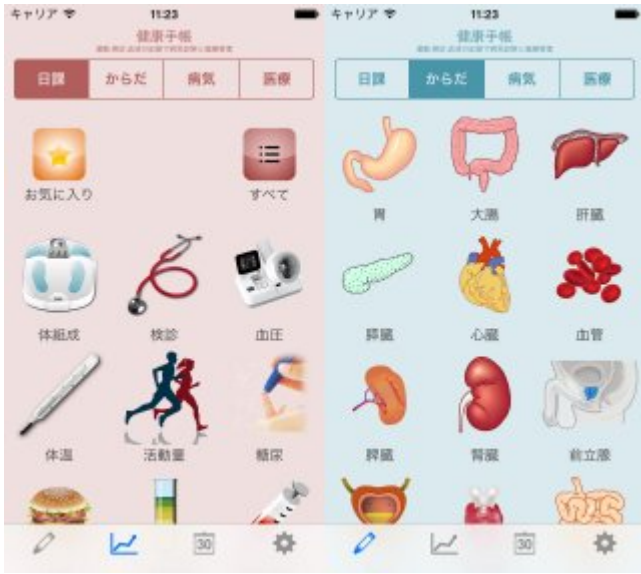 キャリア 11:23
健康手帳
日課 からだ 病気 医療
お気に入り すべて
体組成 検診 血圧
体温 活動量 糖尿
30
キャリア 11:23
健康手帳
日課 からだ 病気 医療
胃 大腸 肝臓
膵臓 心臓 血管
脾臓 腎臓 前立腺
30